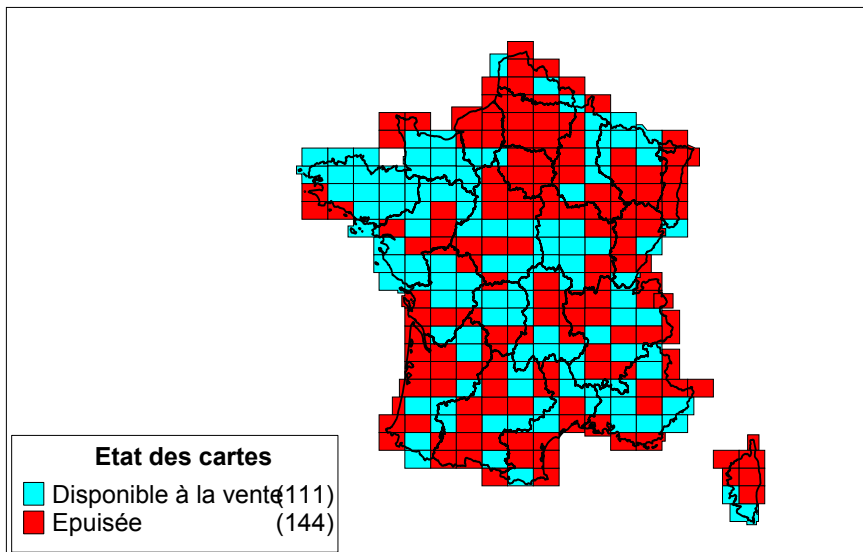 Etat des cartes
Disponible à la vente(111)
Epuisée (144)